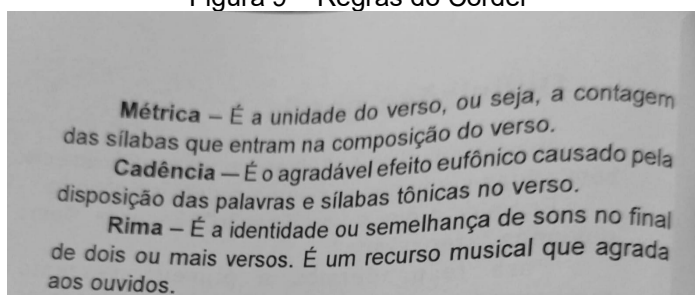 Figura 9 – Regras do Cordel
Métrica – É a unidade do verso, ou seja, a contagem
das sílabas que entram na composição do verso.
Cadência — É o agradável efeito eufônico causado pela
disposição das palavras e sílabas tônicas no verso.
Rima – É a identidade ou semelhança de sons no final
de dois ou mais versos. É um recurso musical que agrada
aos ouvidos.